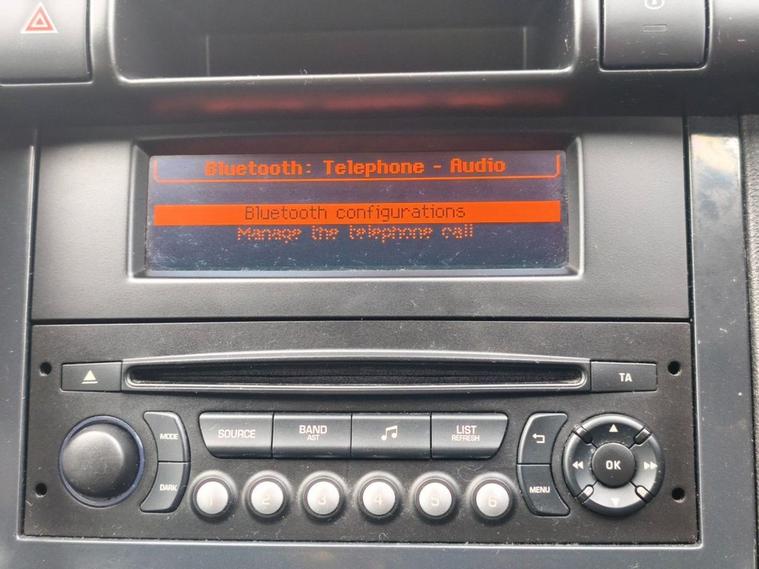 Bluetooth: Telephone - Audio
Bluetooth configurations
Manage the telephone call
TA
MODE
SOURCE
BAND
AST
LIST
REFRESH
OK
DARK
MENU
1 2 3 4 5 6